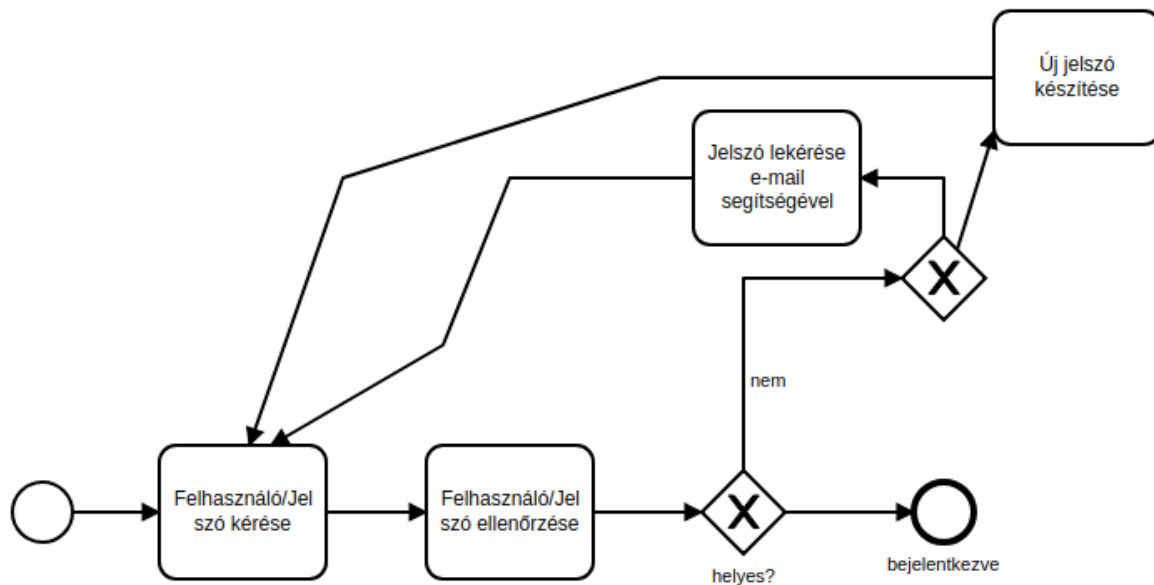 Új jelszó
készítése
Jelszó lekérése
e-mail
segítségével
nem
Felhasználó/Jel
szó kérése
Felhasználó/Jel
szó ellenőrzése
helyes?
bejelentkezve